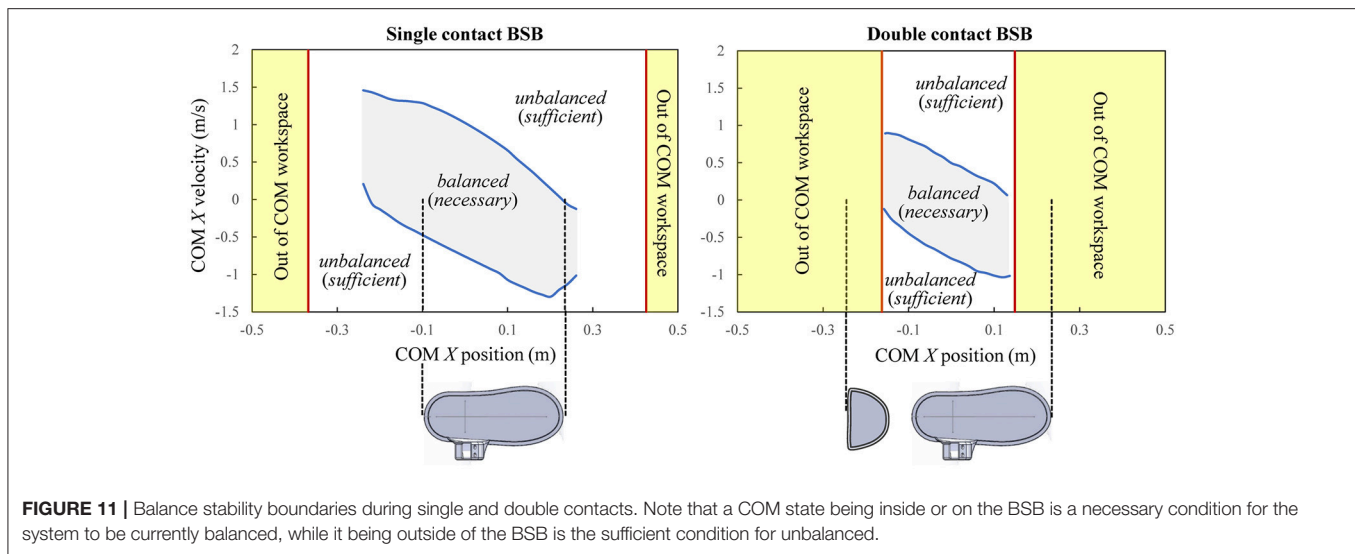 Single contact BSB
2
1.5
1
0.5
0
-0.5
-1
-1.5
COM X velocity (m/s)
Out of COM workspace
unbalanced
(sufficient)
balanced
(necessary)
unbalanced
(sufficient)
Out of COM workspace
-0.5 -0.3 -0.1 0.1 0.3 0.5
COM X position (m)
Double contact BSB
2
1.5
1
0.5
0
-0.5
-1
-1.5
Out of COM workspace
unbalanced
(sufficient)
balanced
(necessary)
unbalanced
(sufficient)
Out of COM workspace
-0.5 -0.3 -0.1 0.1 0.3 0.5
COM X position (m)
FIGURE 11 | Balance stability boundaries during single and double contacts. Note that a COM state being inside or on the BSB is a necessary condition for the
system to be currently balanced, while it being outside of the BSB is the sufficient condition for unbalanced.